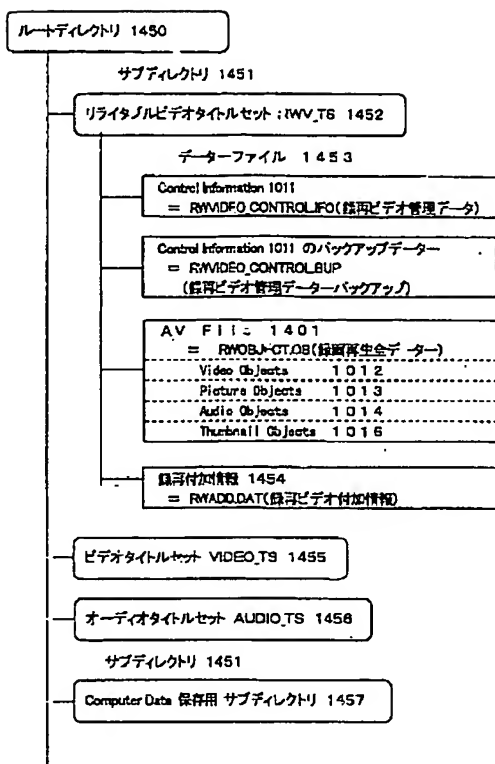 ルートディレクトリ 1450
サブディレクトリ 1451
リライタブルビデオタイトルセット：RWV_TS 1452
データーファイル 1453
Control Information 1011
= RWVIDEO_CONTROL.IFO(録再ビデオ管理データ)
Control Information 1011 のバックアップデーター
= RWVIDEO_CONTROL.BUP
(録再ビデオ管理データーバックアップ)
AV File 1401
= RWOBJECT.OB(録画再生全データー)
Video Objects 1012
Picture Objects 1013
Audio Objects 1014
Thumbnail Objects 1016
録再付加情報 1454
= RWADD.DAT(録再ビデオ付加情報)
ビデオタイトルセット VIDEO_TS 1455
オーディオタイトルセット AUDIO_TS 1456
サブディレクトリ 1451
Computer Data 保存用 サブディレクトリ 1457